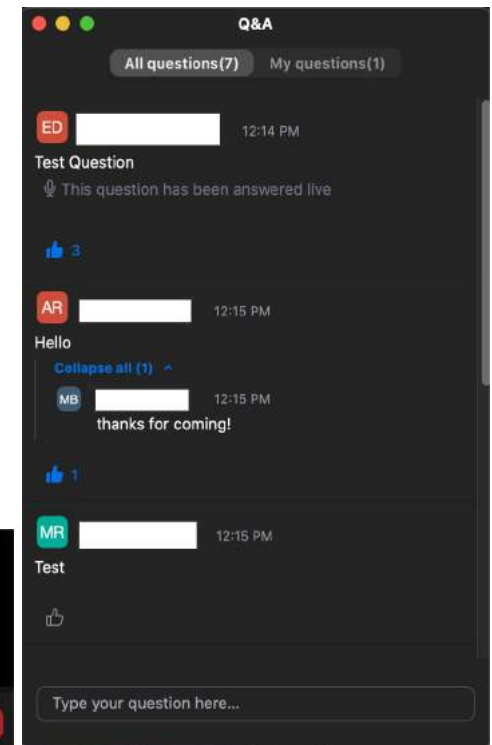 Q&A
All questions(7) My questions(1)
ED 12:14 PM
Test Question
This question has been answered live
3
AR 12:15 PM
Hello
Collapse all (1)
MB 12:15 PM
thanks for coming!
1
MR 12:15 PM
Test
Type your question here...